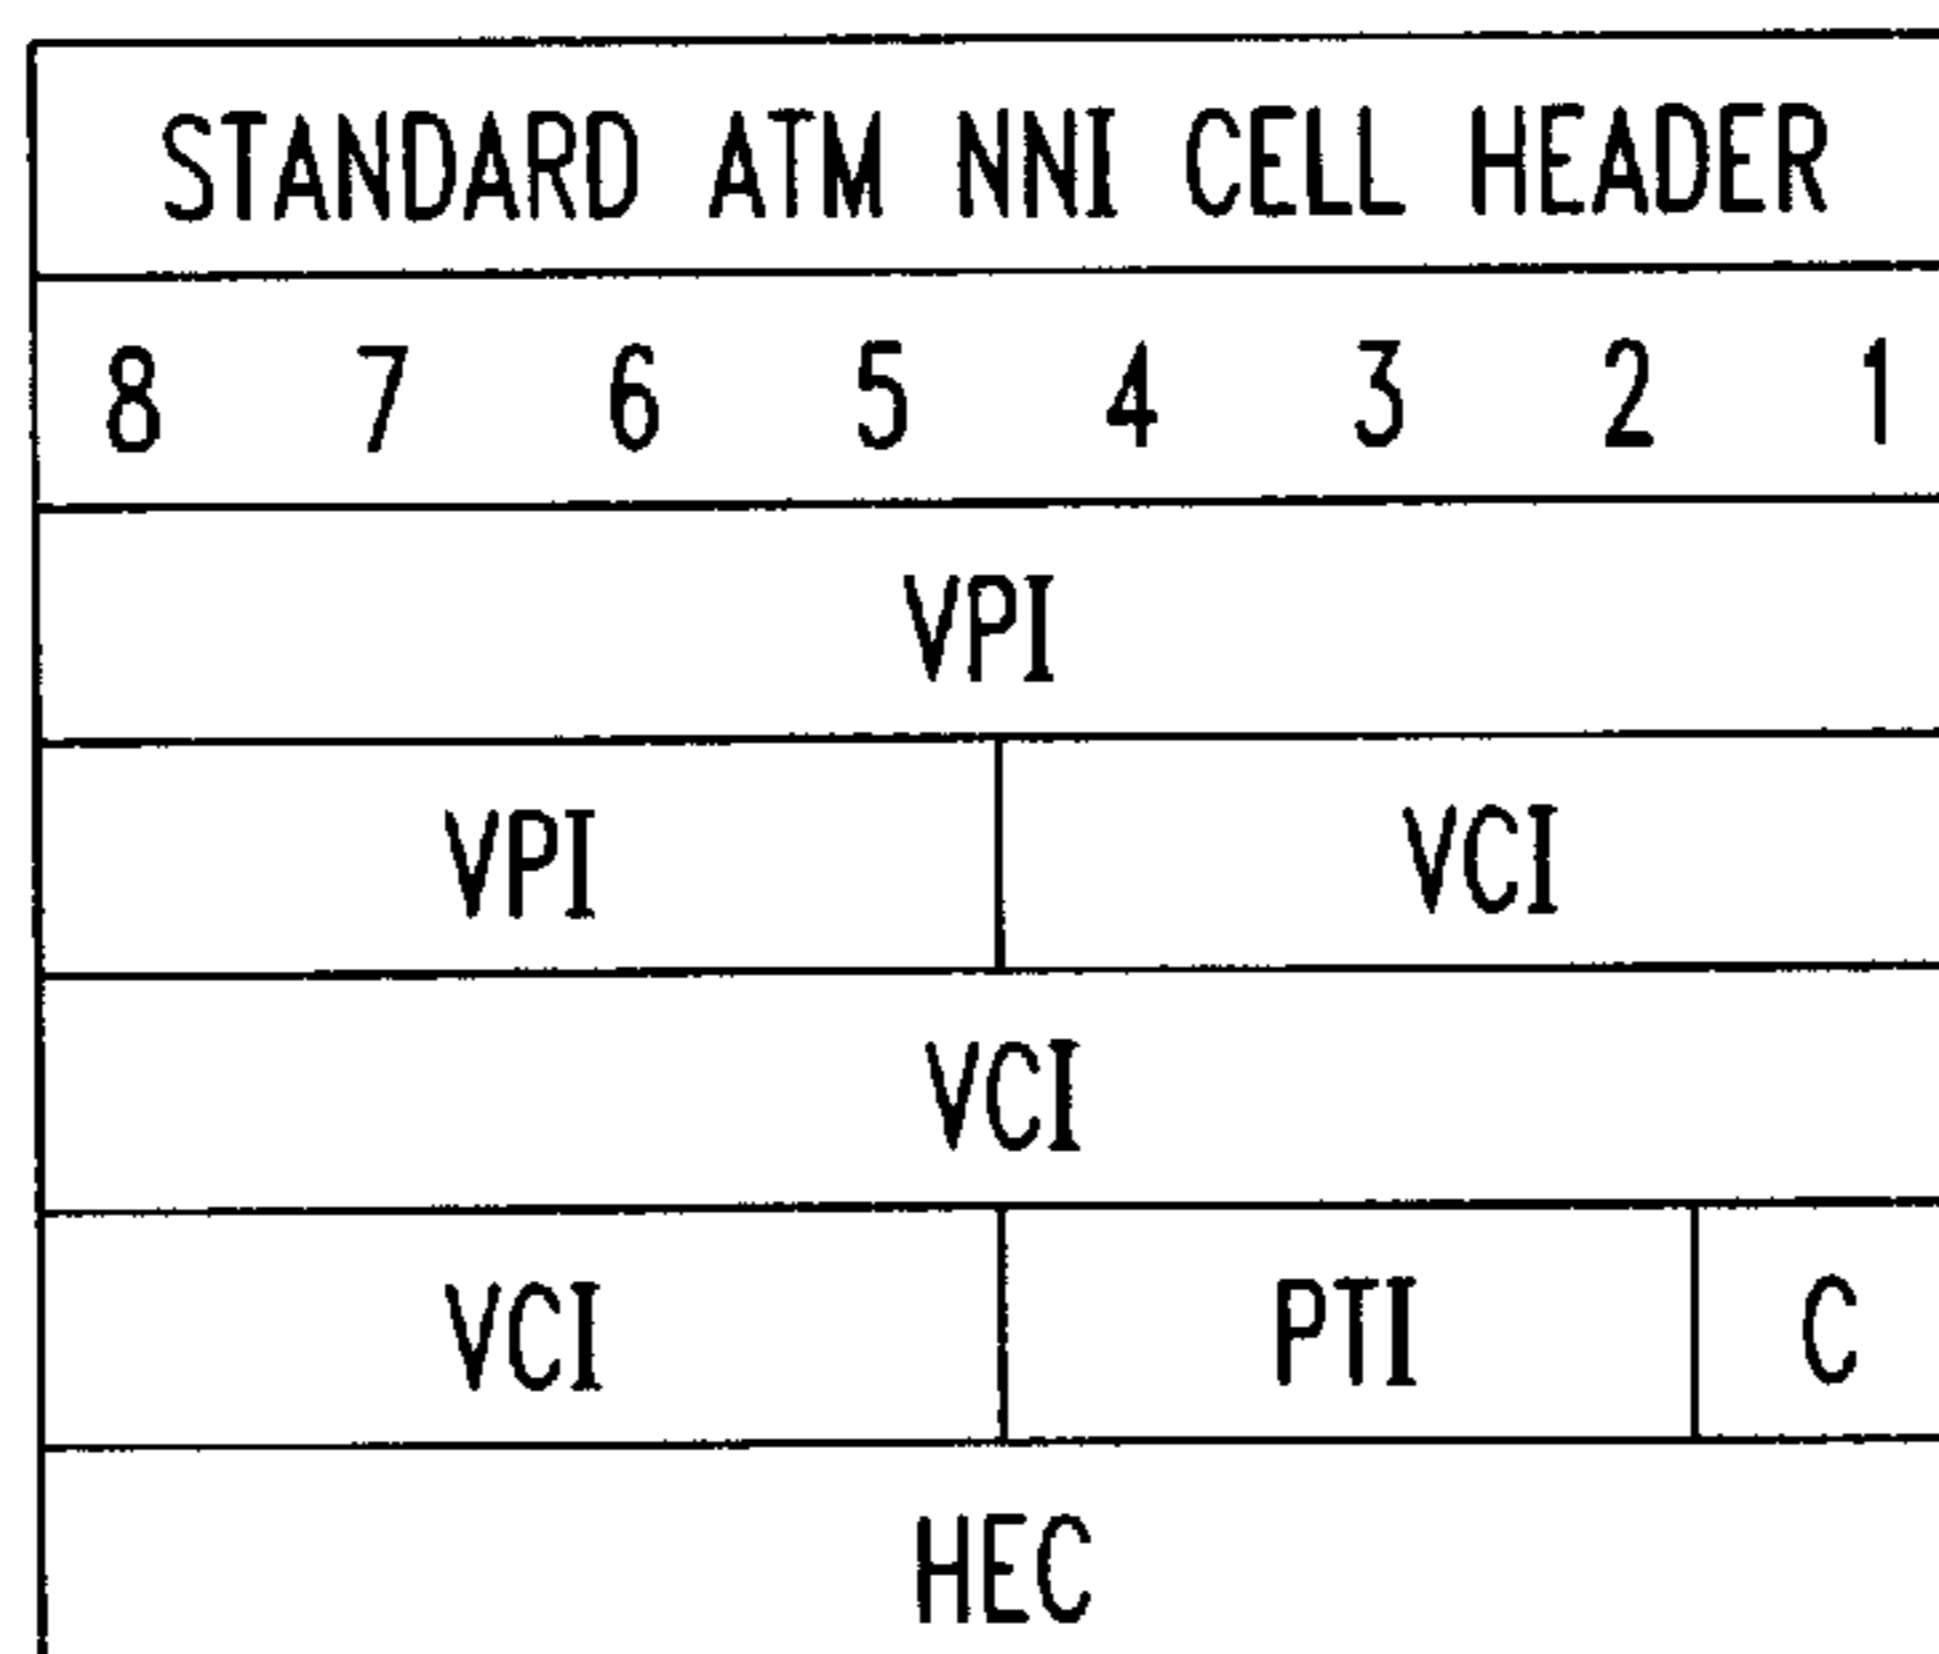 STANDARD ATM NNI CELL HEADER
8 7 6 5 4 3 2 1
VPI
VPI VCI
VCI
VCI PTI C
HEC